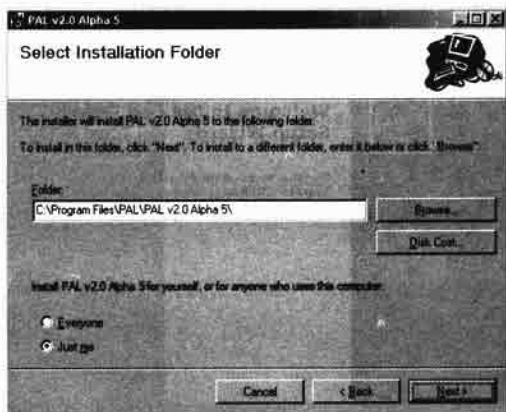 PAL v2.0 Alpha 5
Select Installation Folder
The installer will install PAL v2.0 Alpha 5 to the following folder.
To install in this folder, click "Next". To install to a different folder, enter it below or click "Browse".
Folder:
C:\Program Files\PAL\PAL v2.0 Alpha 5\
Browse...
Disk Cost...
Install PAL v2.0 Alpha 5 for yourself, or for anyone who uses this computer:
Everyone
Just me
Cancel
< Back
Next >